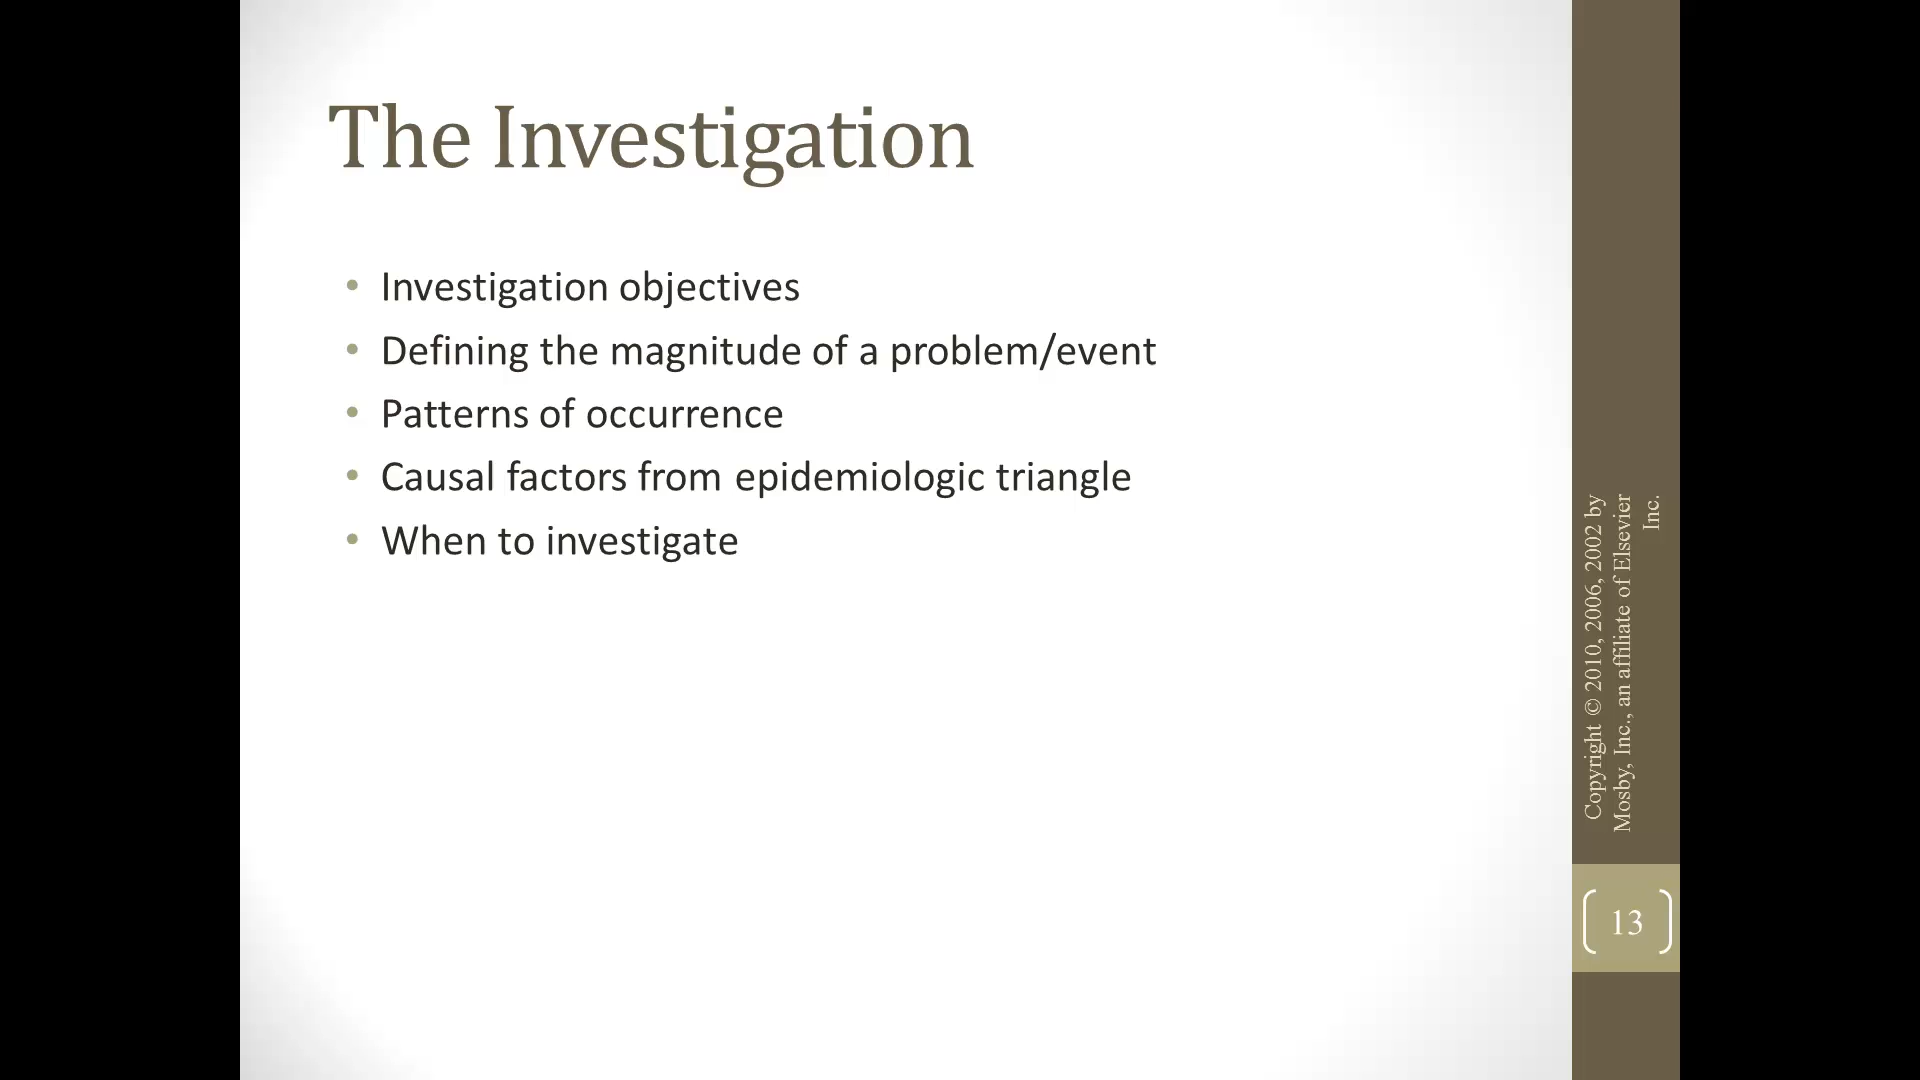 The Investigation
• Investigation objectives
• Defining the magnitude of a problem/event
• Patterns of occurrence
• Causal factors from epidemiologic triangle
• When to investigate
Copyright © 2010, 2006, 2002 by
Mosby, Inc., an affiliate of Elsevier
Inc.
13